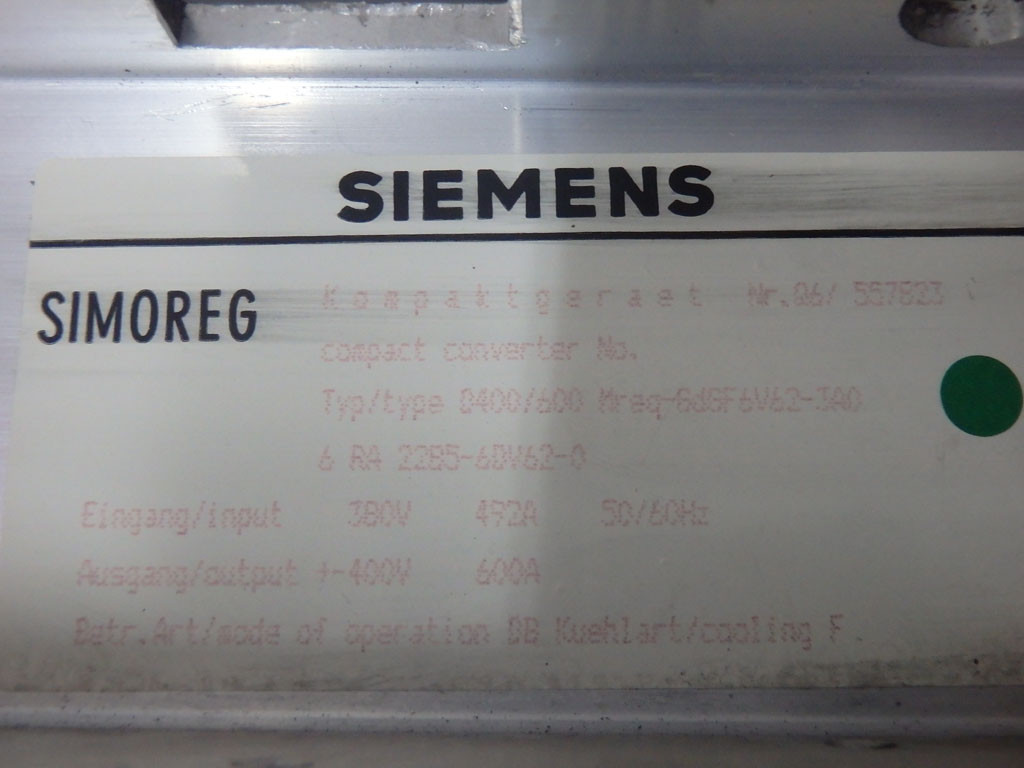 SIEMENS
SIMOREG Kompaktgeraet Nr.06/ 557823
compact converter No.
Typ/type D400/600 Mreq-GdGF6V62-3A0
6 RA 2285-6DV62-0
Eingang/input 380V 492A 50/60Hz
Ausgang/output +-400V 600A
Betr.Art/mode of operation DB Kuehlart/cooling F